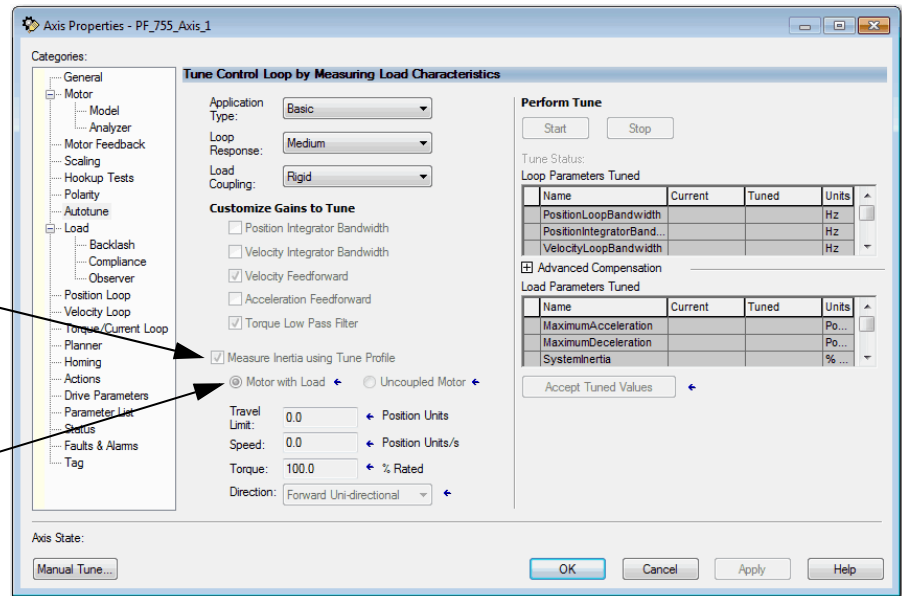 Axis Properties - PF_755_Axis_1
Categories:
General
Motor
Model
Analyzer
Motor Feedback
Scaling
Hookup Tests
Polarity
Autotune
Load
Backlash
Compliance
Observer
Position Loop
Velocity Loop
Torque/Current Loop
Planner
Homing
Actions
Drive Parameters
Parameter List
Status
Faults & Alarms
Tag
Tune Control Loop by Measuring Load Characteristics
Application Type:
Basic
Loop Response:
Medium
Load Coupling:
Rigid
Customize Gains to Tune
Position Integrator Bandwidth
Velocity Integrator Bandwidth
Velocity Feedforward
Acceleration Feedforward
Torque Low Pass Filter
Measure Inertia using Tune Profile
Motor with Load
Uncoupled Motor
Travel Limit:
0.0
Position Units
Speed:
0.0
Position Units/s
Torque:
100.0
% Rated
Direction:
Forward Uni-directional
Perform Tune
Start
Stop
Tune Status:
Loop Parameters Tuned
Name Current Tuned Units
PositionLoopBandwidth Hz
PositionIntegratorBand... Hz
VelocityLoopBandwidth Hz
Advanced Compensation
Load Parameters Tuned
Name Current Tuned Units
MaximumAcceleration Po...
MaximumDeceleration Po...
SystemInertia % ...
Accept Tuned Values
Axis State:
Manual Tune...
OK
Cancel
Apply
Help